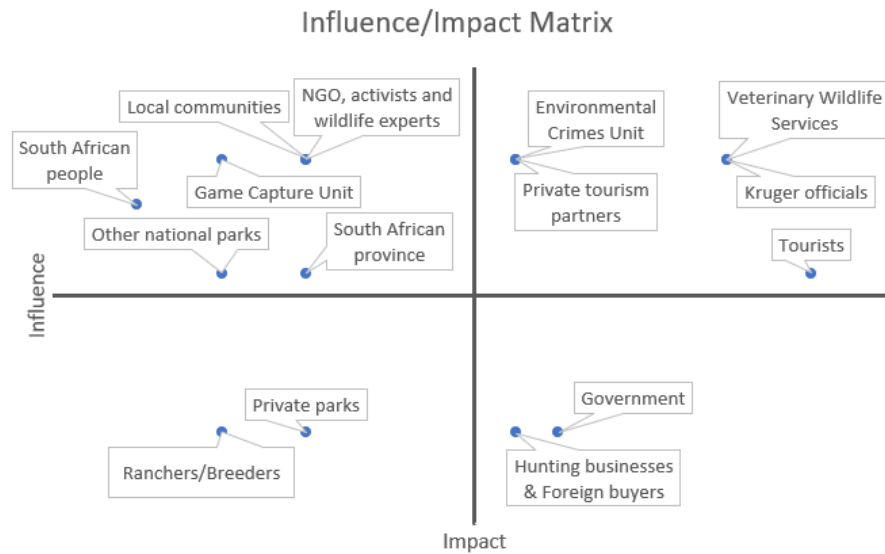 Influence/Impact Matrix
Local communities
NGO, activists and
wildlife experts
Environmental
Crimes Unit
Veterinary Wildlife
Services
South African
people
Game Capture Unit
Private tourism
partners
Kruger officials
Other national parks
South African
province
Tourists
Influence
Private parks
Government
Ranchers/Breeders
Hunting businesses
& Foreign buyers
Impact